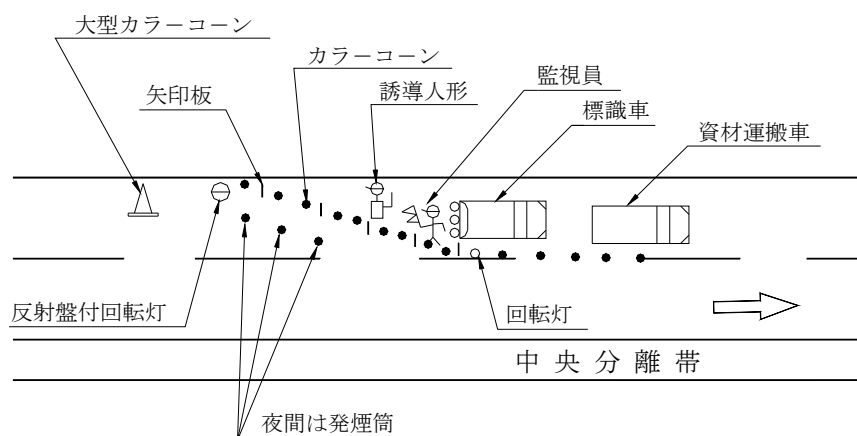 大型カラーコーン
カラーコーン
監視員
矢印板
誘導人形
標識車
資材運搬車
反射盤付回転灯
回転灯
中央分離帯
夜間は発煙筒